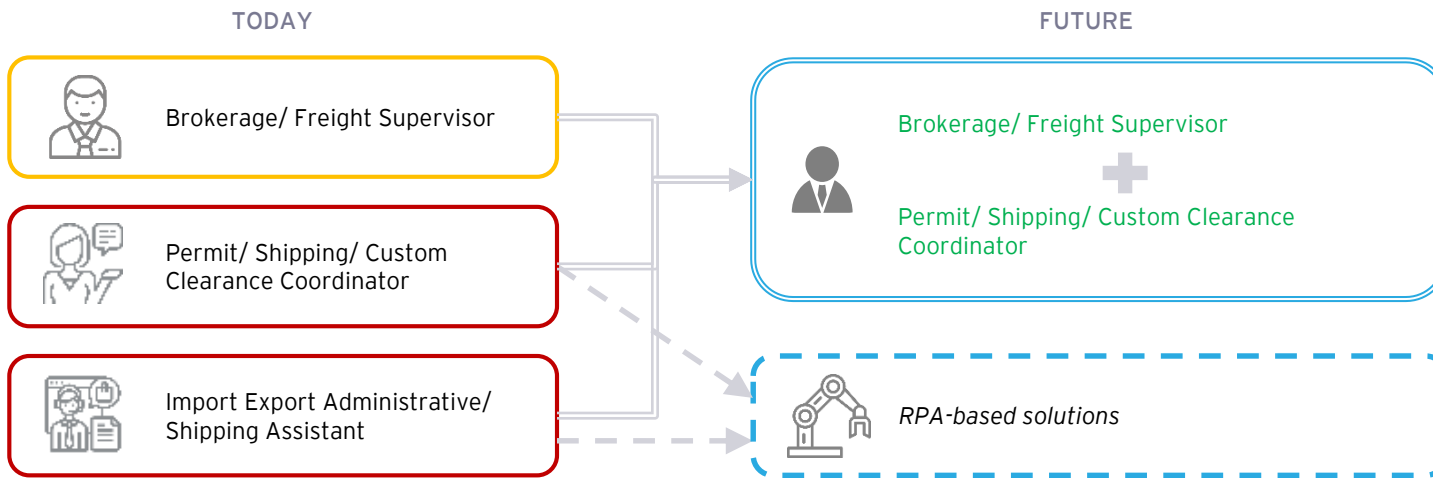 TODAY
FUTURE
Brokerage/ Freight Supervisor
Permit/ Shipping/ Custom
Clearance Coordinator
Import Export Administrative/
Shipping Assistant
Brokerage/ Freight Supervisor
Permit/ Shipping/ Custom Clearance
Coordinator
RPA-based solutions